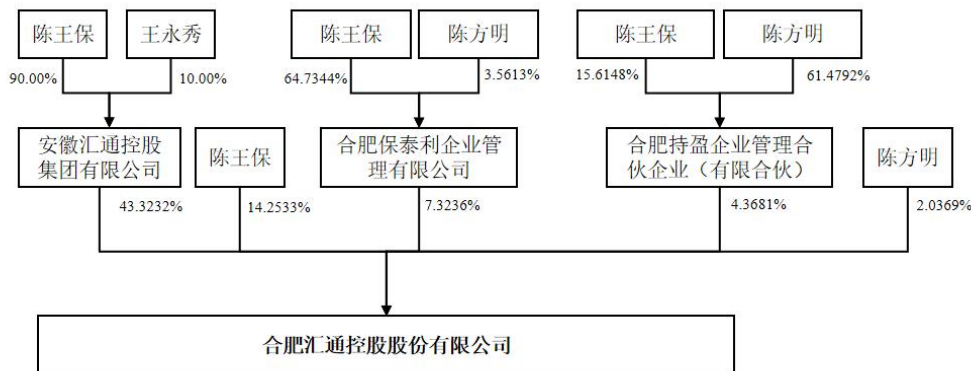 陈王保
王永秀
陈王保
陈方明
陈王保
陈方明
90.00%
10.00%
64.7344%
3.5613%
15.6148%
61.4792%
安徽汇通控股
集团有限公司
陈王保
合肥保泰利企业管
理有限公司
合肥持盈企业管理合
伙企业（有限合伙）
陈方明
43.3232%
14.2533%
7.3236%
4.3681%
2.0369%
合肥汇通控股股份有限公司